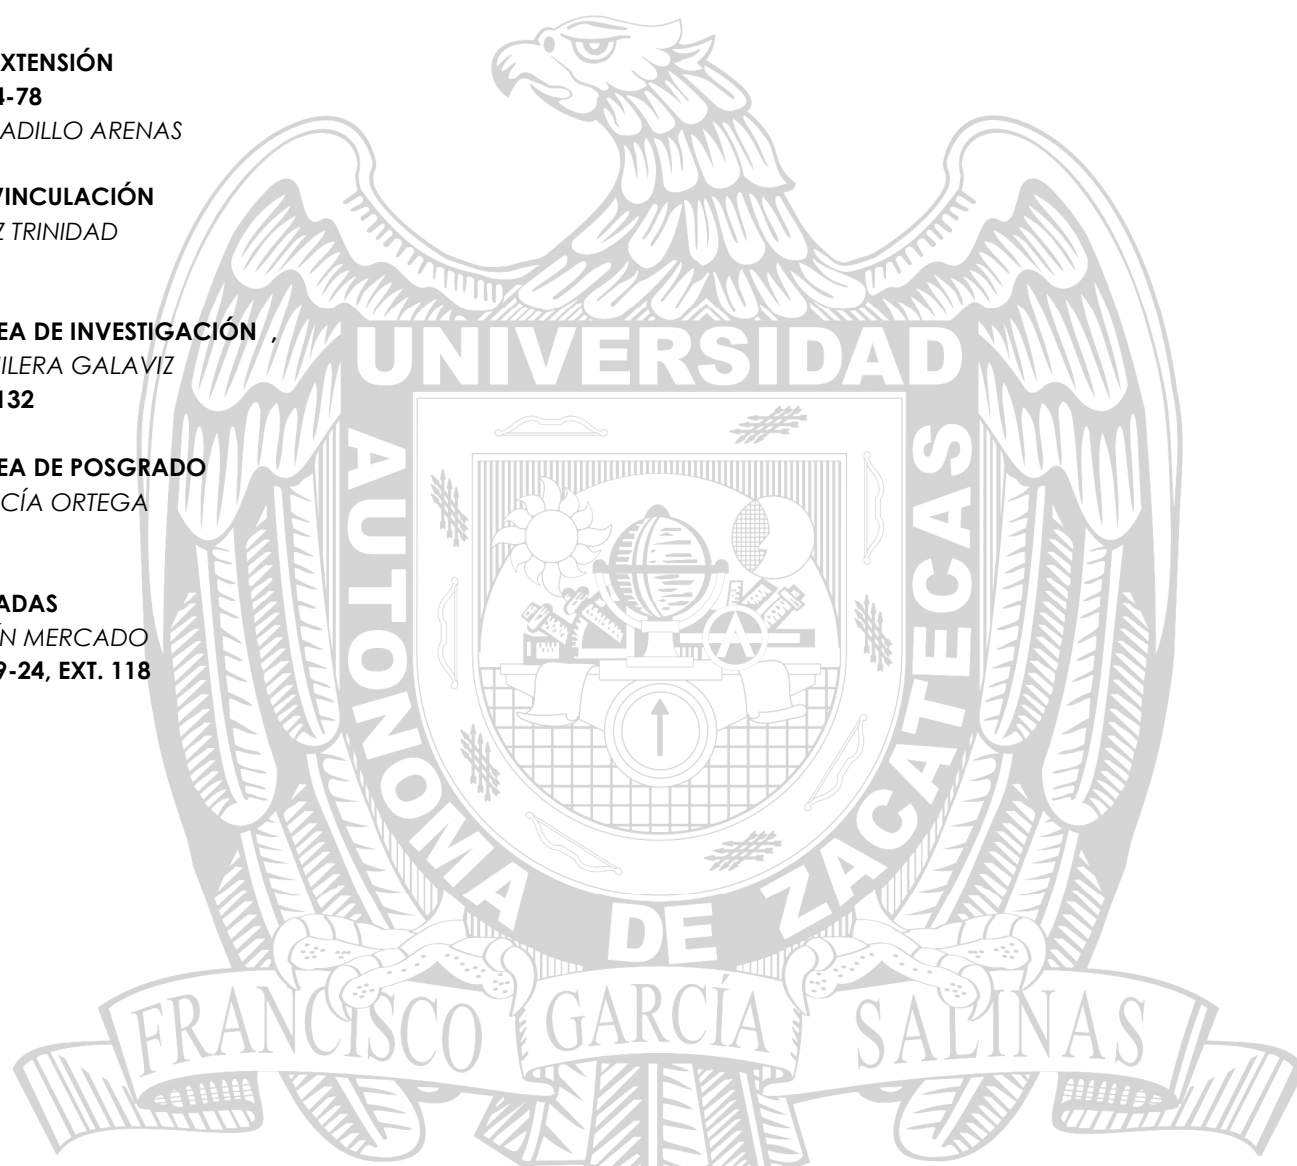 XTENSIÓN
4-78
ADILLO ARENAS
VINCULACIÓN
Z TRINIDAD
EA DE INVESTIGACIÓN ,
ILERA GALAVIZ
132
EA DE POSGRADO
CÍA ORTEGA
ADAS
ÍN MERCADO
9-24, EXT. 118
UNIVERSIDAD
AUTONOMA DE ZACATECAS
FRANCISCO GARCÍA SALINAS